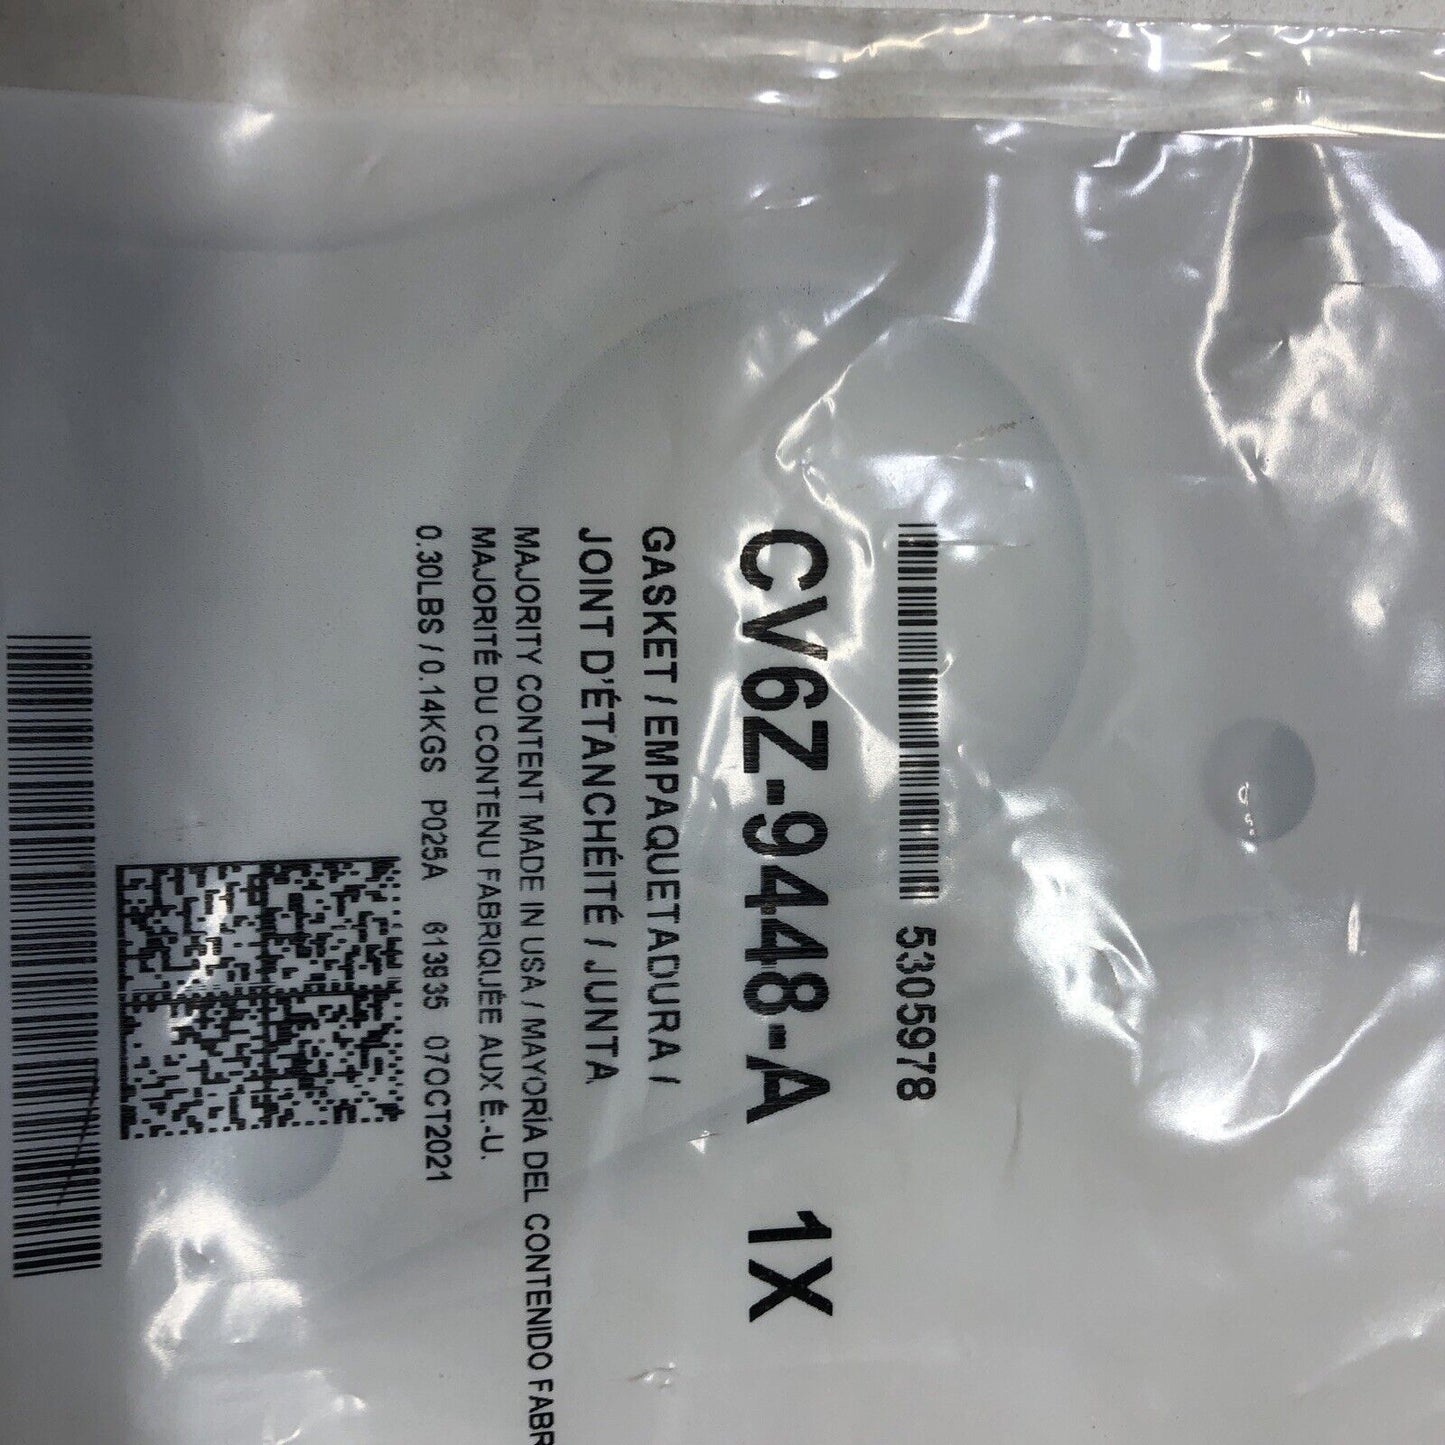 5305978
CV6Z-9448-A 1X
GASKET / EMPAQUETADURA /
JOINT D'ÉTANCHÉITÉ / JUNTA
MAJORITY CONTENT MADE IN USA / MAYORÍA DEL CONTENIDO FABR
MAJORITÉ DU CONTENU FABRIQUÉE AUX É.-U.
0.30LBS / 0.14KGS P025A 613935 07OCT2021